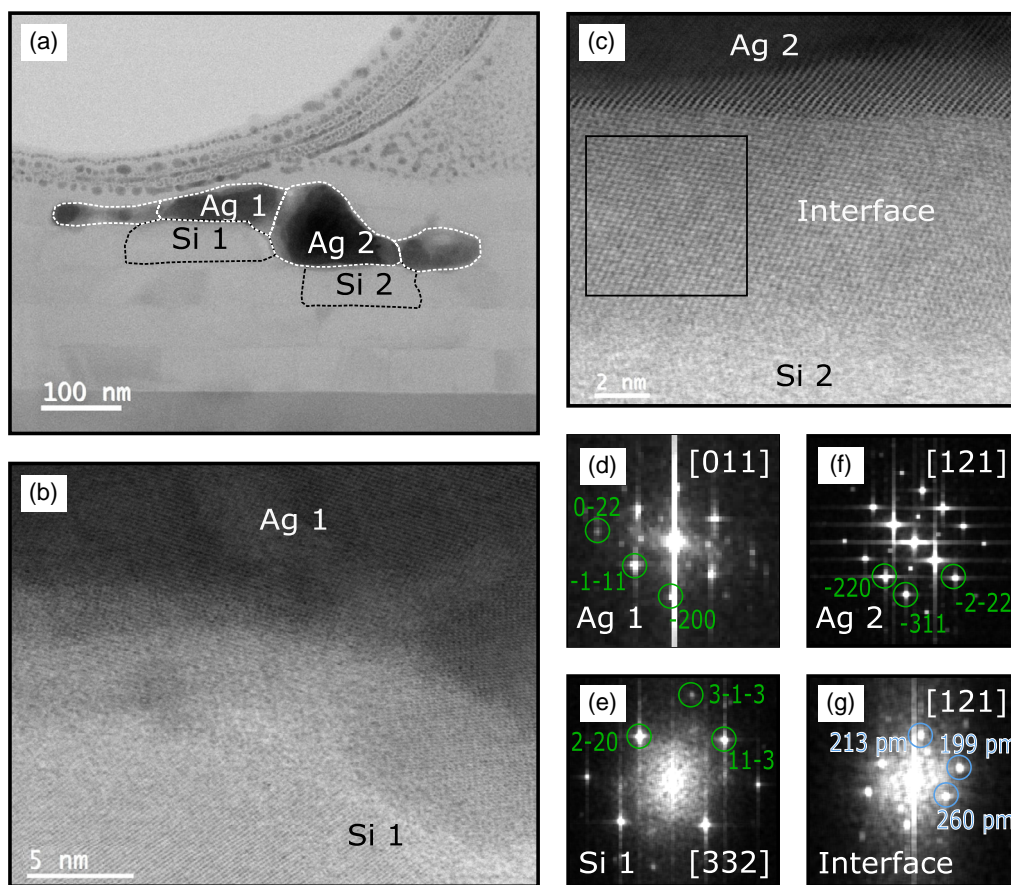 (a)
Ag 1
Si 1
Ag 2
Si 2
100 nm
(c)
Ag 2
Interface
Si 2
2 nm
(b)
Ag 1
Si 1
5 nm
(d)
[011]
0-22
-1-11
-200
Ag 1
(f)
[121]
-220
-311
-2-22
Ag 2
(e)
3-1-3
2-20
11-3
Si 1
[332]
(g)
[121]
213 pm
199 pm
260 pm
Interface